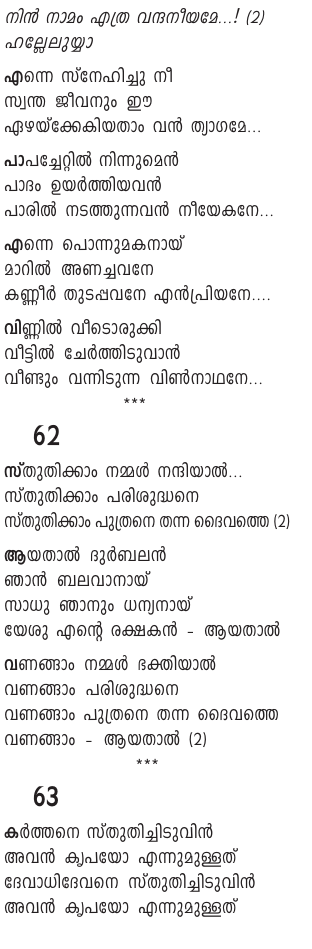 നിൻ നാമം എത്ര വന്ദനീയമേ...! (2)
ഹല്ലേലുയ്യാ
എന്നെ സ്നേഹിച്ചു നീ
സ്വന്ത ജീവനും ഈ
ഏഴയ്ക്കേകിയതാം വൻ ത്യാഗമേ...
പാപച്ചേറ്റിൽ നിന്നുമെൻ
പാദം ഉയർത്തിയവൻ
പാരിൽ നടത്തുന്നവൻ നീയേകനേ...
എന്നെ പൊന്നുമകനായ്
മാറിൽ അണച്ചവനേ
കണ്ണീർ തുടപ്പവനേ എൻപ്രിയനേ....
വിണ്ണിൽ വീടൊരുക്കി
വീട്ടിൽ ചേർത്തിടുവാൻ
വീണ്ടും വന്നിടുന്ന വിൺനാഥനേ...
***
62
സ്തുതിക്കാം നമ്മൾ നന്ദിയാൽ...
സ്തുതിക്കാം പരിശുദ്ധനെ
സ്തുതിക്കാം പുത്രനെ തന്ന ദൈവത്തെ (2)
ആയതാൽ ദുർബലൻ
ഞാൻ ബലവാനായ്
സാധു ഞാനും ധന്യനായ്
യേശു എന്റെ രക്ഷകൻ - ആയതാൽ
വണങ്ങാം നമ്മൾ ഭക്തിയാൽ
വണങ്ങാം പരിശുദ്ധനെ
വണങ്ങാം പുത്രനെ തന്ന ദൈവത്തെ
വണങ്ങാം - ആയതാൽ (2)
***
63
കർത്തനെ സ്തുതിച്ചിടുവിൻ
അവൻ കൃപയോ എന്നുമുള്ളത്
ദേവാധിദേവനെ സ്തുതിച്ചിടുവിൻ
അവൻ കൃപയോ എന്നുമുള്ളത്